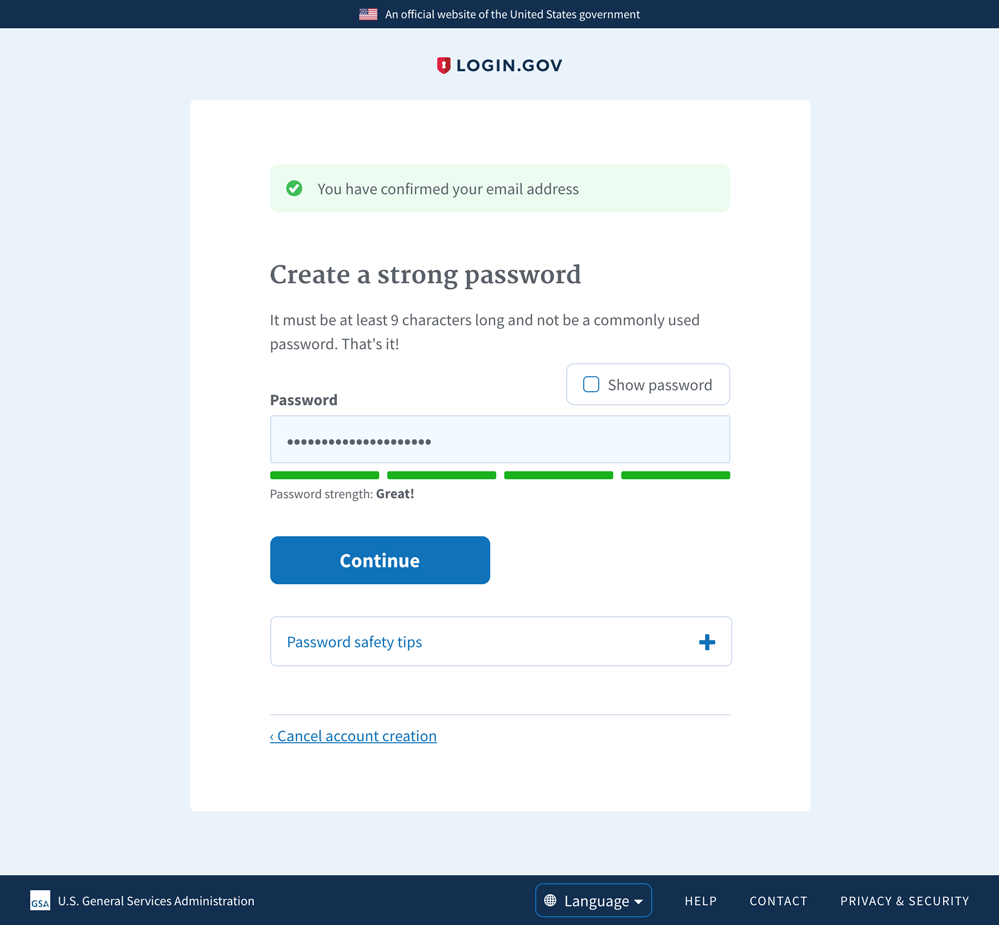 An official website of the United States government
LOGIN.GOV
You have confirmed your email address
Create a strong password
It must be at least 9 characters long and not be a commonly used
password. That's it!
Show password
Password
•••••••••••••••••••••
Password strength: Great!
Continue
Password safety tips
‹ Cancel account creation
GSA U.S. General Services Administration
Language
HELP
CONTACT
PRIVACY & SECURITY